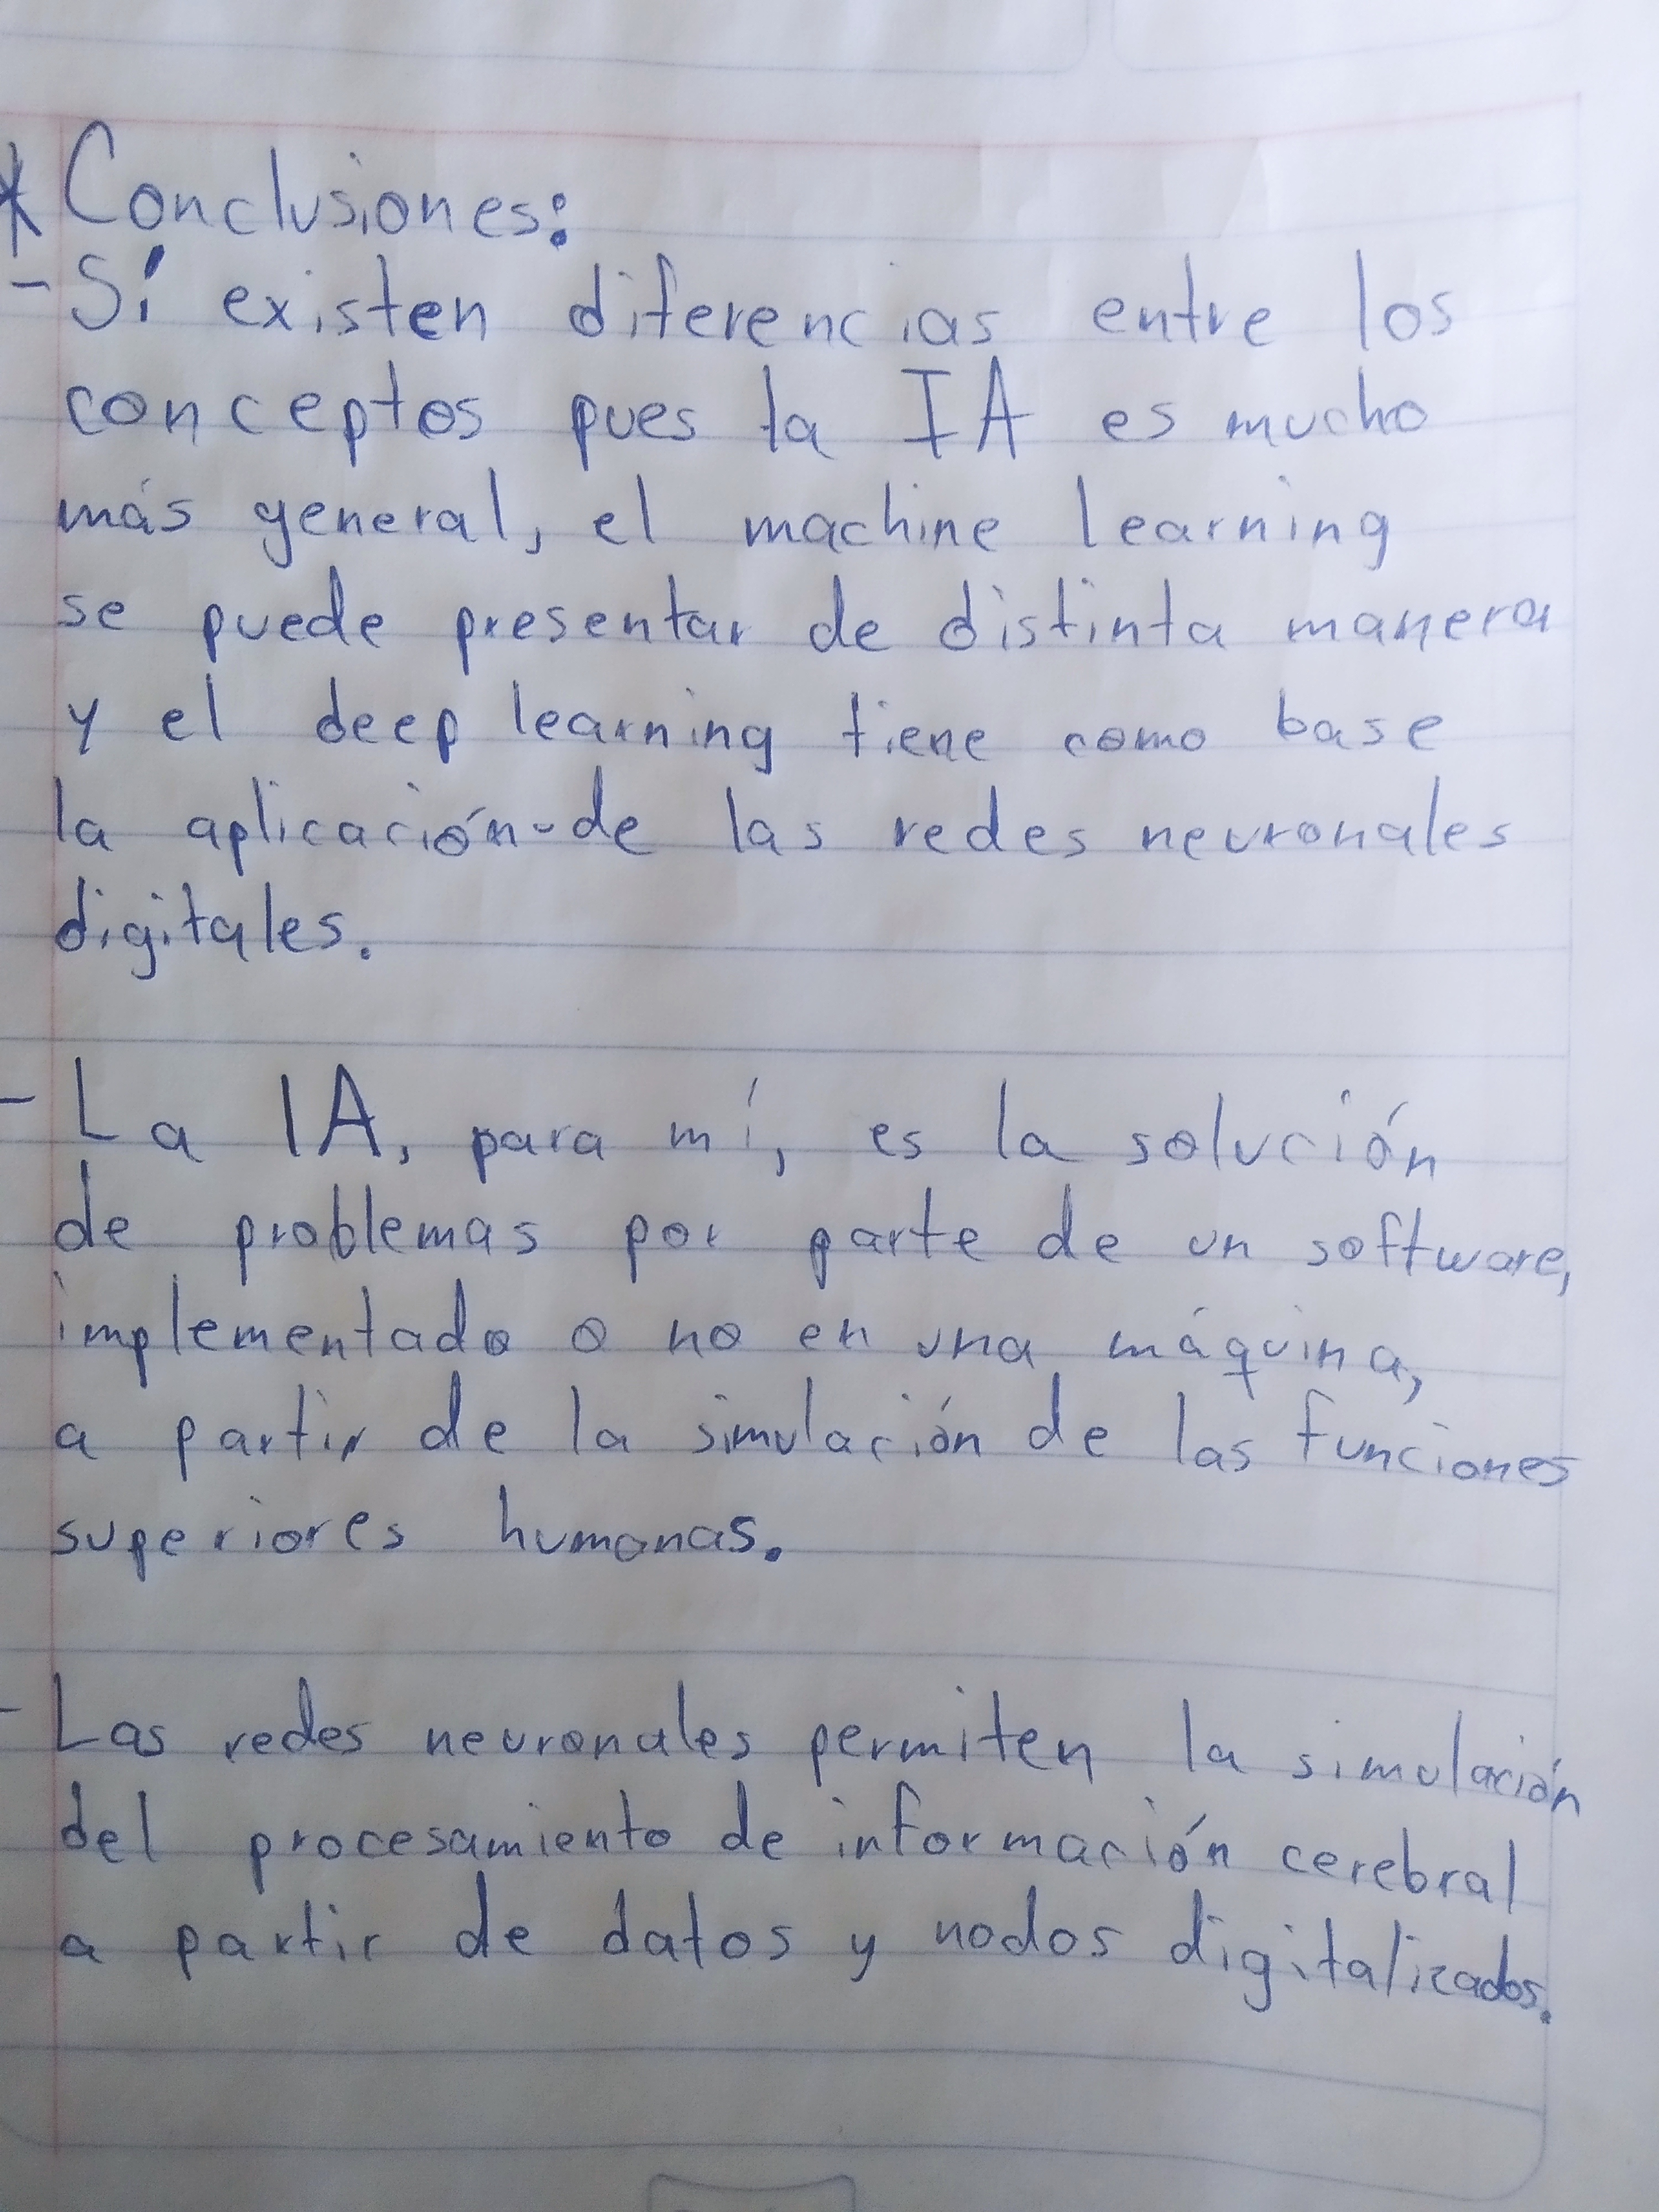 * Conclusiones:
- Sí existen diferencias entre los
conceptos pues la IA es mucho
más general, el machine learning
se puede presentar de distinta manera
y el deep learning tiene como base
la aplicación-de las redes neuronales
digitales.
- La IA, para mí, es la solución
de problemas por parte de un software,
implementado o no en una máquina,
a partir de la simulación de las funciones
superiores humanas.
- Las redes neuronales permiten la simulación
del procesamiento de información cerebral
a partir de datos y nodos digitalizados.